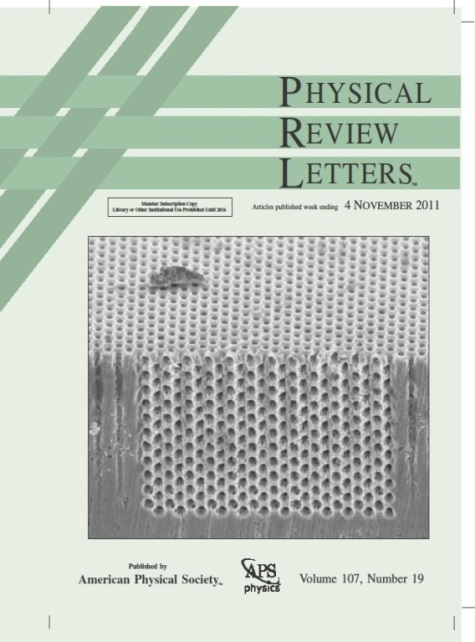 PHYSICAL
REVIEW
LETTERS™
Member Subscription Copy
Library or Other Institutional Use Prohibited Until 2016
Articles published week ending 4 NOVEMBER 2011
Published by
American Physical Society™
APS
physics
Volume 107, Number 19